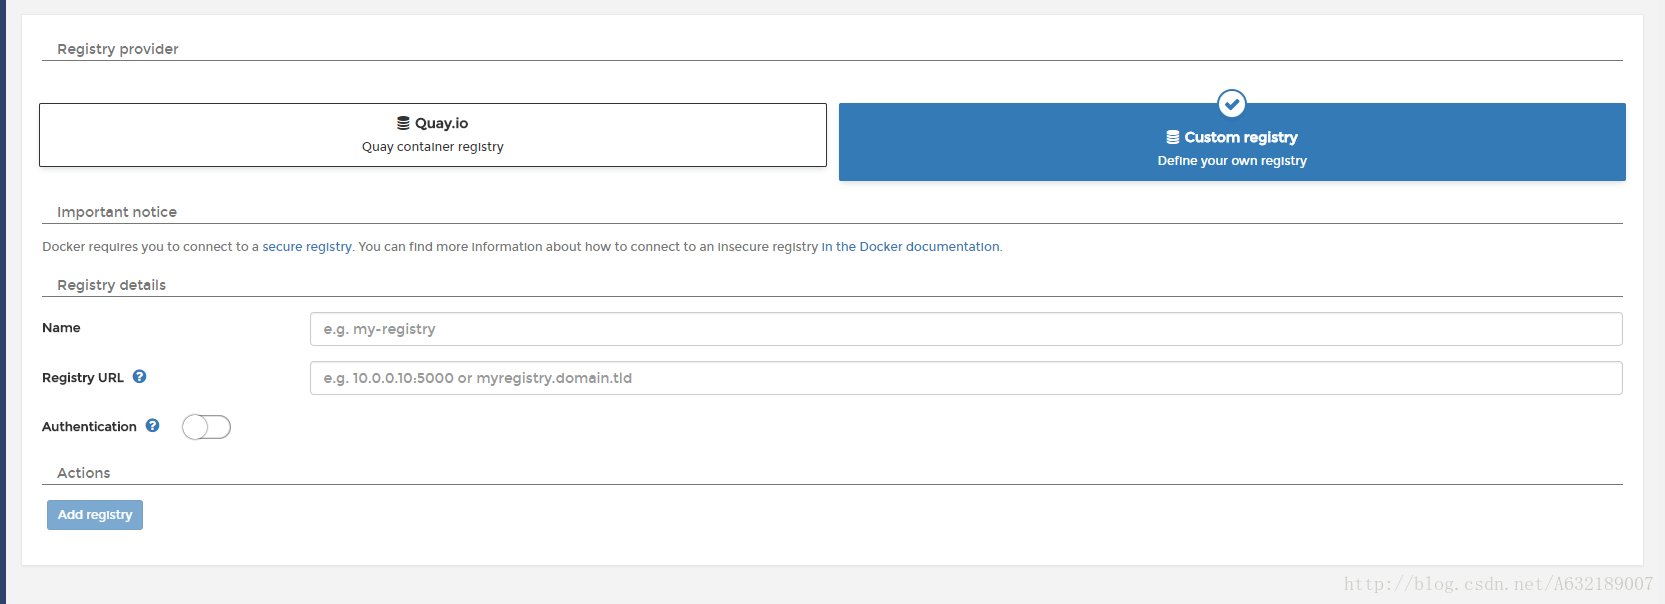 Registry provider
Quay.io
Quay container registry
Custom registry
Define your own registry
Important notice
Docker requires you to connect to a secure registry. You can find more information about how to connect to an insecure registry in the Docker documentation.
Registry details
Name
e.g. my-registry
Registry URL
e.g. 10.0.0.10:5000 or myregistry.domain.tld
Authentication
Actions
Add registry
http://blog.csdn.net/A632189007